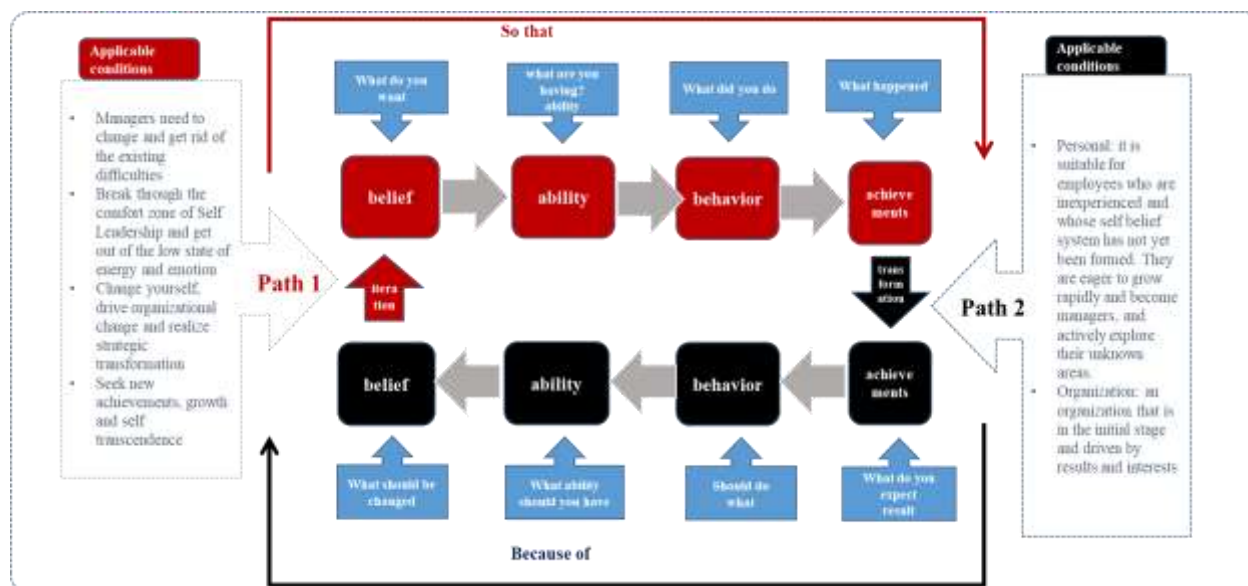 So that
Applicable
conditions
Managers need to
change and get rid of
the existing
difficulties
Break through the
comfort zone of Self
Leadership and get
out of the low state of
energy and emotion
Change yourself,
drive organizational
change and realize
strategic
transformation
Seek new
achievements, growth
and self
transcendence
Path 1
What do you
want
what are you
having?
ability
What did you do
What happened
belief
ability
behavior
achieve
ments
itera
tion
trans
form
ation
belief
ability
behavior
achieve
ments
What should be
changed
What ability
should you have
Should do
what
What do you
expect
result
Because of
Path 2
Applicable
conditions
Personal: it is
suitable for
employees who are
inexperienced and
whose self belief
system has not yet
been formed. They
are eager to grow
rapidly and become
managers, and
actively explore
their unknown
areas.
Organization: an
organization that is
in the initial stage
and driven by
results and interests